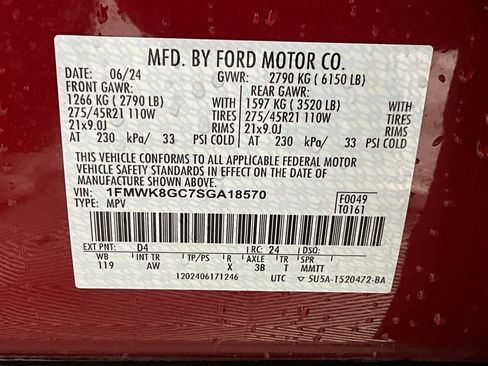 MFD. BY FORD MOTOR CO.
DATE: 06/24 GVWR: 2790 KG ( 6150 LB)
FRONT GAWR: REAR GAWR:
1266 KG ( 2790 LB) WITH 1597 KG ( 3520 LB) WITH
275/45R21 110W TIRES 275/45R21 110W TIRES
21x9.0J RIMS 21x9.0J RIMS
AT 230 kPa/ 33 PSI COLD AT 230 kPa/ 33 PSI COLD
THIS VEHICLE CONFORMS TO ALL APPLICABLE FEDERAL MOTOR
VEHICLE SAFETY STANDARDS IN EFFECT ON THE DATE OF
MANUFACTURE SHOWN ABOVE.
VIN: 1FMWK8GC7SGA18570 F0049
TYPE: MPV T0161
EXT PNT: D4 RC: 24 DSO:
WB INT TR TP/PS R AXLE TR SPR
119 AW X 3B T MMTT
1202406171246 UTC 5U5A-1520472-BA